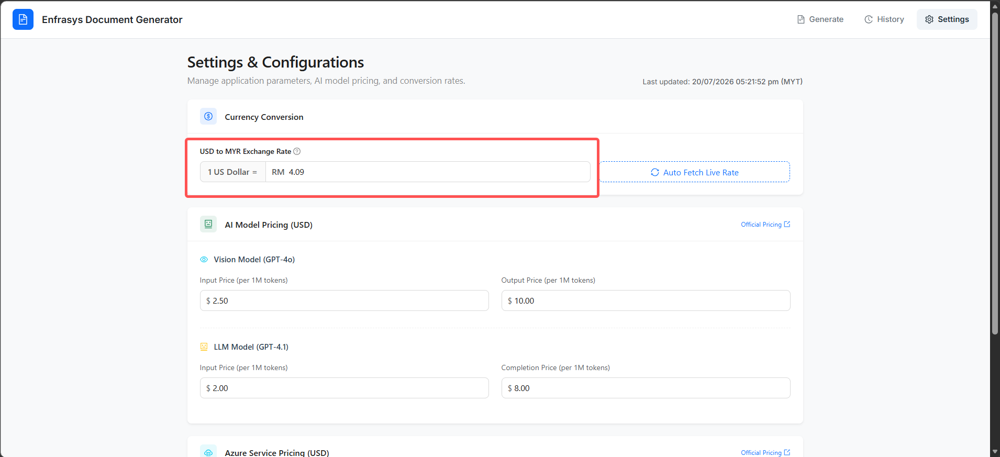 Enfrasys Document Generator
Generate
History
Settings
Settings & Configurations
Manage application parameters, AI model pricing, and conversion rates.
Last updated: 20/07/2026 05:21:52 pm (MYT)
Currency Conversion
USD to MYR Exchange Rate
1 US Dollar =
RM 4.09
Auto Fetch Live Rate
AI Model Pricing (USD)
Official Pricing
Vision Model (GPT-4o)
Input Price (per 1M tokens)
Output Price (per 1M tokens)
$ 2.50
$ 10.00
LLM Model (GPT-4.1)
Input Price (per 1M tokens)
Completion Price (per 1M tokens)
$ 2.00
$ 8.00
Azure Service Pricing (USD)
Official Pricing